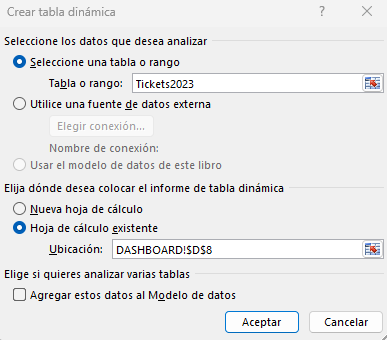 Crear tabla dinámica ? ×
Seleccione los datos que desea analizar
Seleccione una tabla o rango
Tabla o rango: Tickets2023
Utilice una fuente de datos externa
Elegir conexión...
Nombre de conexión:
Usar el modelo de datos de este libro
Elija dónde desea colocar el informe de tabla dinámica
Nueva hoja de cálculo
Hoja de cálculo existente
Ubicación: DASHBOARD!$D$8
Elige si quieres analizar varias tablas
Agregar estos datos al Modelo de datos
Aceptar Cancelar